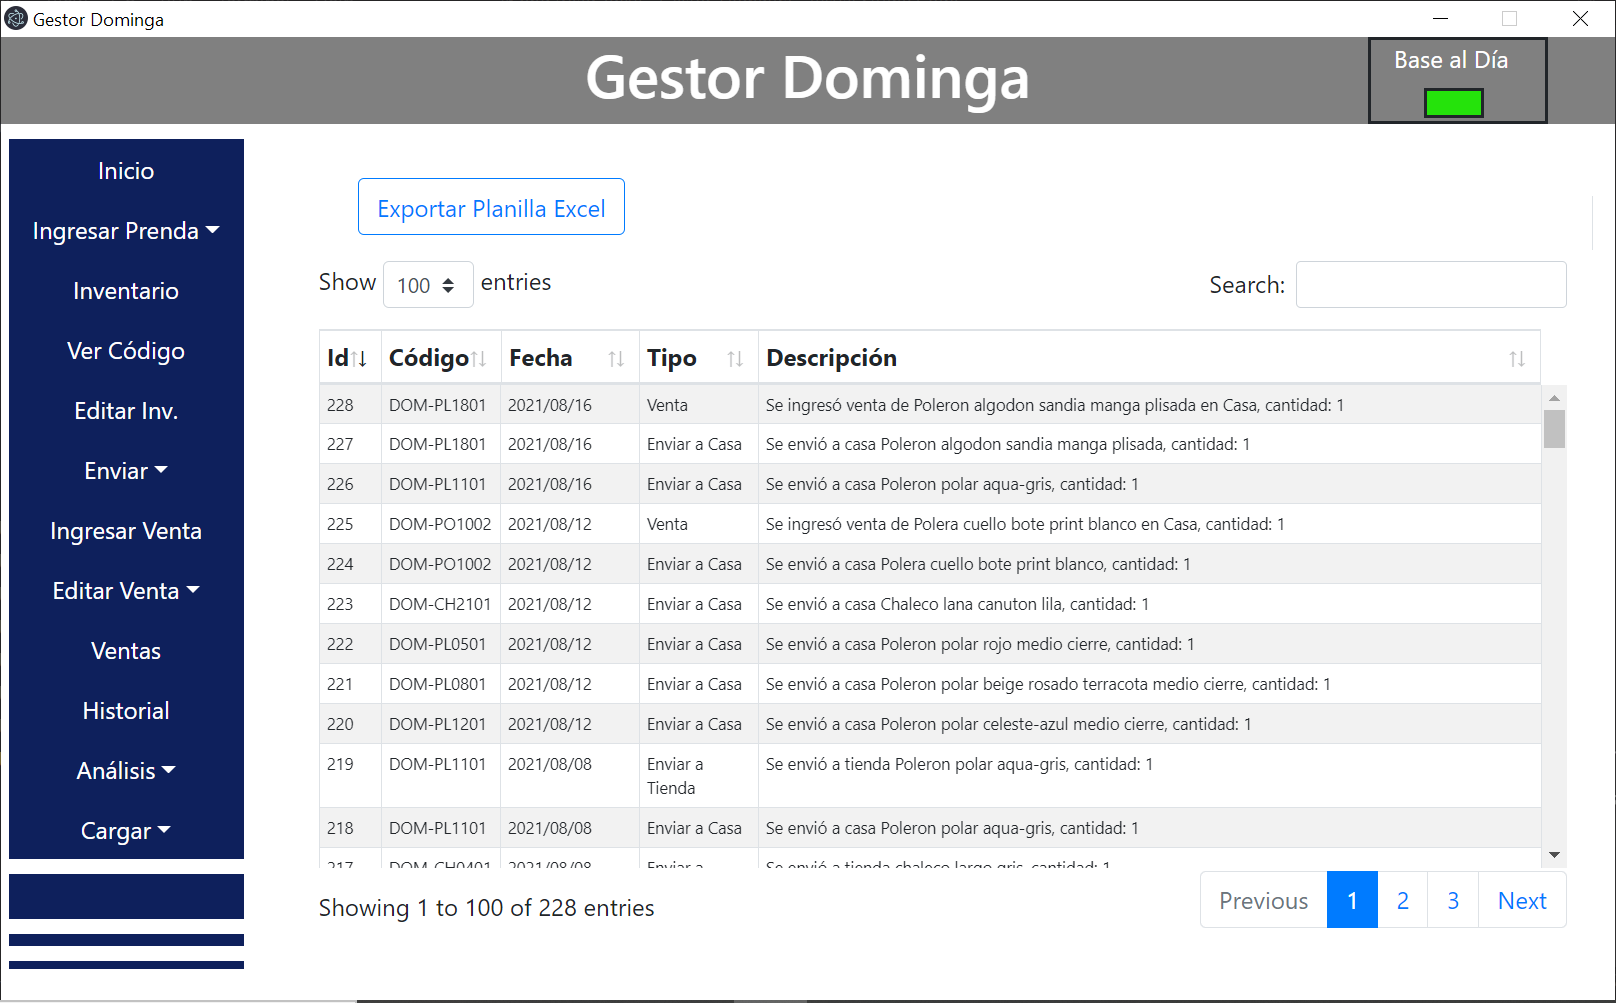 Gestor Dominga
Gestor Dominga
Base al Día
Inicio
Ingresar Prenda
Inventario
Ver Código
Editar Inv.
Enviar
Ingresar Venta
Editar Venta
Ventas
Historial
Análisis
Cargar
Exportar Planilla Excel
Show 100 entries
Search:
Id Código Fecha Tipo Descripción
228 DOM-PL1801 2021/08/16 Venta Se ingresó venta de Poleron algodon sandia manga plisada en Casa, cantidad: 1
227 DOM-PL1801 2021/08/16 Enviar a Casa Se envió a casa Poleron algodon sandia manga plisada, cantidad: 1
226 DOM-PL1101 2021/08/16 Enviar a Casa Se envió a casa Poleron polar aqua-gris, cantidad: 1
225 DOM-PO1002 2021/08/12 Venta Se ingresó venta de Polera cuello bote print blanco en Casa, cantidad: 1
224 DOM-PO1002 2021/08/12 Enviar a Casa Se envió a casa Polera cuello bote print blanco, cantidad: 1
223 DOM-CH2101 2021/08/12 Enviar a Casa Se envió a casa Chaleco lana canuton lila, cantidad: 1
222 DOM-PL0501 2021/08/12 Enviar a Casa Se envió a casa Poleron polar rojo medio cierre, cantidad: 1
221 DOM-PL0801 2021/08/12 Enviar a Casa Se envió a casa Poleron polar beige rosado terracota medio cierre, cantidad: 1
220 DOM-PL1201 2021/08/12 Enviar a Casa Se envió a casa Poleron polar celeste-azul medio cierre, cantidad: 1
219 DOM-PL1101 2021/08/08 Enviar a Se envió a tienda Poleron polar aqua-gris, cantidad: 1
Tienda
218 DOM-PL1101 2021/08/08 Enviar a Casa Se envió a casa Poleron polar aqua-gris, cantidad: 1
217 DOM-CH0401 2021/08/08 Enviar a Se envió a tienda chaleco largo gris, cantidad: 1
Showing 1 to 100 of 228 entries
Previous 1 2 3 Next